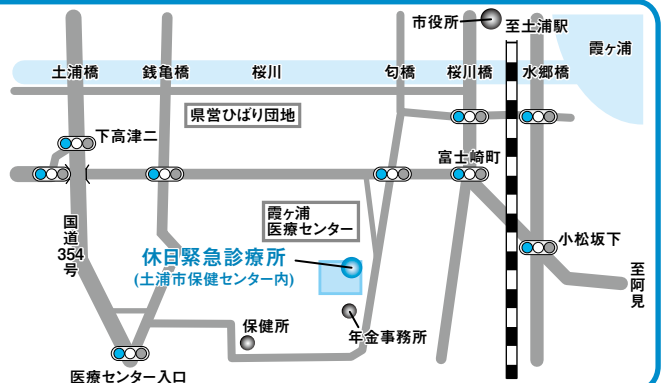 市役所
至土浦駅
霞ヶ浦
土浦橋
銭亀橋
桜川
匂橋
桜川橋
水郷橋
県営ひばり団地
下高津二
富士崎町
霞ヶ浦
医療センター
国道354号
休日緊急診療所
(土浦市保健センター内)
小松坂下
至阿見
保健所
年金事務所
医療センター入口